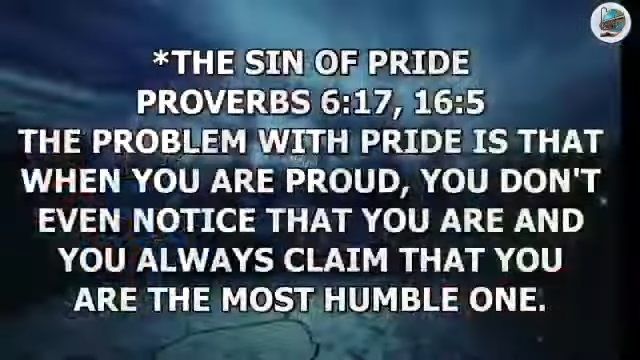 *THE SIN OF PRIDE
PROVERBS 6:17, 16:5
THE PROBLEM WITH PRIDE IS THAT
WHEN YOU ARE PROUD, YOU DON'T
EVEN NOTICE THAT YOU ARE AND
YOU ALWAYS CLAIM THAT YOU
ARE THE MOST HUMBLE ONE.